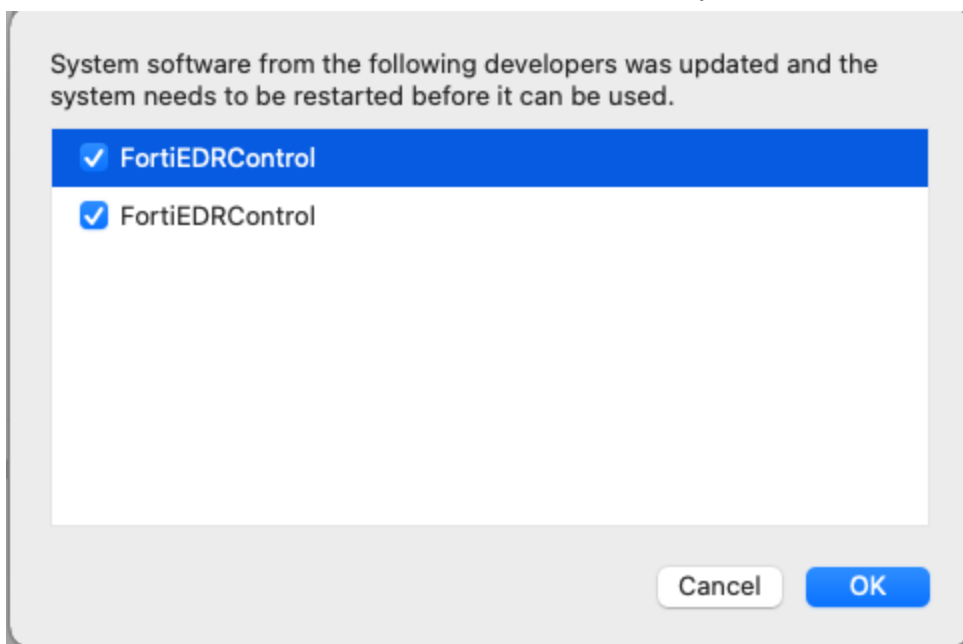 System software from the following developers was updated and the
system needs to be restarted before it can be used.
FortiEDRControl
FortiEDRControl
Cancel OK